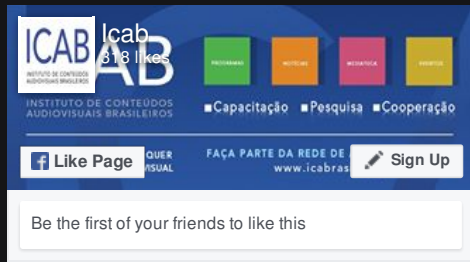 ICAB
INSTITUTO DE CONTEÚDOS
AUDIOVISUAIS BRASILEIROS
Icab
318 likes
AB
PROGRAMAS
NOTÍCIAS
MIDIATECA
EVENTOS
INSTITUTO DE CONTEÚDOS
AUDIOVISUAIS BRASILEIROS
■Capacitação ■Pesquisa ■Cooperação
Like Page
QUER
VISUAL
FAÇA PARTE DA REDE DE
www.icabras
Sign Up
Be the first of your friends to like this